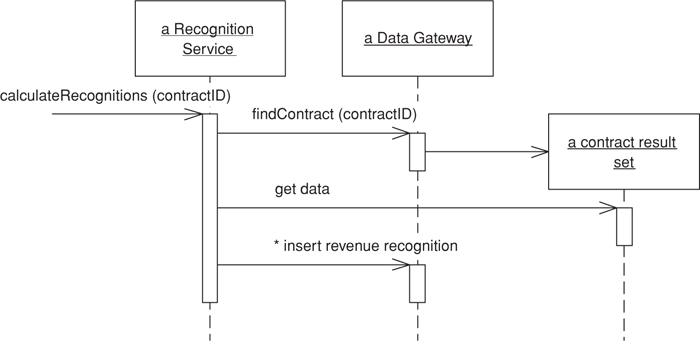 a Recognition
Service
a Data Gateway
calculateRecognitions (contractID)
findContract (contractID)
a contract result
set
get data
* insert revenue recognition